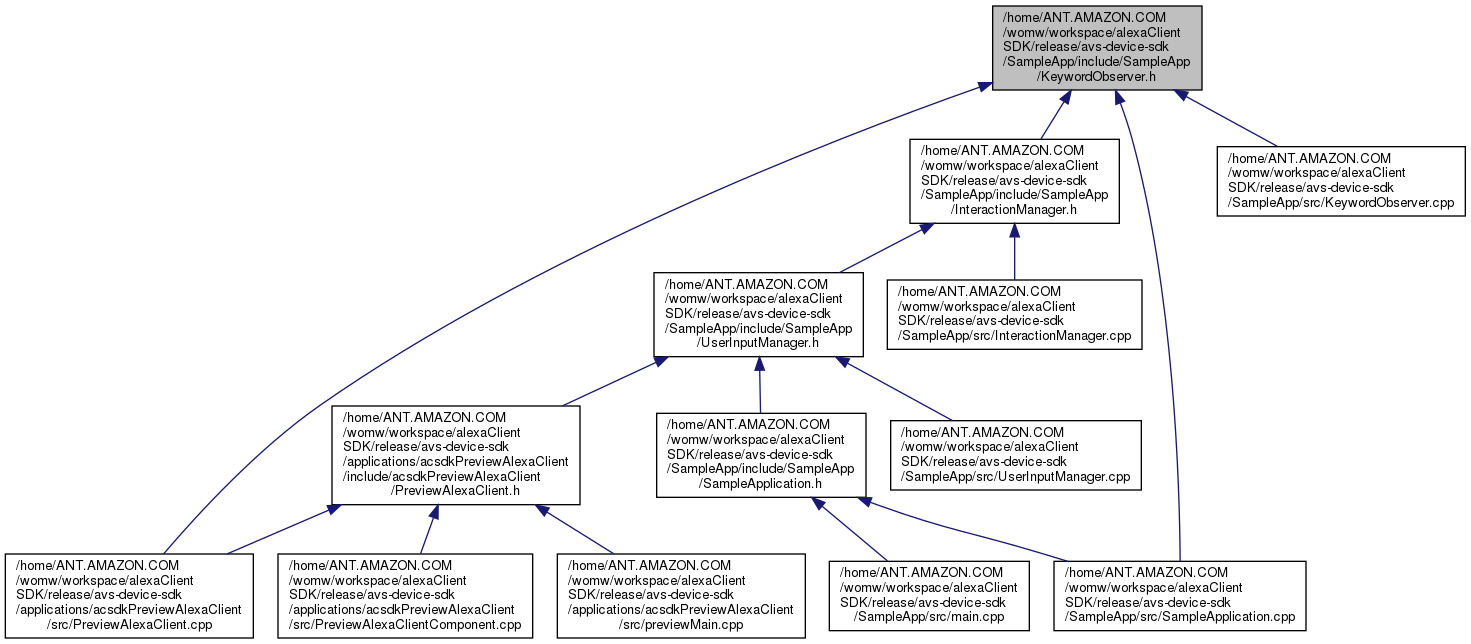 /home/ANT.AMAZON.COM
/womw/workspace/alexaClient
SDK/release/avs-device-sdk
/SampleApp/include/SampleApp
/KeywordObserver.h
/home/ANT.AMAZON.COM
/womw/workspace/alexaClient
SDK/release/avs-device-sdk
/SampleApp/include/SampleApp
/InteractionManager.h
/home/ANT.AMAZON.COM
/womw/workspace/alexaClient
SDK/release/avs-device-sdk
/SampleApp/src/KeywordObserver.cpp
/home/ANT.AMAZON.COM
/womw/workspace/alexaClient
SDK/release/avs-device-sdk
/SampleApp/include/SampleApp
/UserInputManager.h
/home/ANT.AMAZON.COM
/womw/workspace/alexaClient
SDK/release/avs-device-sdk
/SampleApp/src/InteractionManager.cpp
/home/ANT.AMAZON.COM
/womw/workspace/alexaClient
SDK/release/avs-device-sdk
/applications/acsdkPreviewAlexaClient
/include/acsdkPreviewAlexaClient
/PreviewAlexaClient.h
/home/ANT.AMAZON.COM
/womw/workspace/alexaClient
SDK/release/avs-device-sdk
/SampleApp/include/SampleApp
/SampleApplication.h
/home/ANT.AMAZON.COM
/womw/workspace/alexaClient
SDK/release/avs-device-sdk
/SampleApp/src/UserInputManager.cpp
/home/ANT.AMAZON.COM
/womw/workspace/alexaClient
SDK/release/avs-device-sdk
/applications/acsdkPreviewAlexaClient
/src/PreviewAlexaClient.cpp
/home/ANT.AMAZON.COM
/womw/workspace/alexaClient
SDK/release/avs-device-sdk
/applications/acsdkPreviewAlexaClient
/src/PreviewAlexaClientComponent.cpp
/home/ANT.AMAZON.COM
/womw/workspace/alexaClient
SDK/release/avs-device-sdk
/applications/acsdkPreviewAlexaClient
/src/previewMain.cpp
/home/ANT.AMAZON.COM
/womw/workspace/alexaClient
SDK/release/avs-device-sdk
/SampleApp/src/main.cpp
/home/ANT.AMAZON.COM
/womw/workspace/alexaClient
SDK/release/avs-device-sdk
/SampleApp/src/SampleApplication.cpp